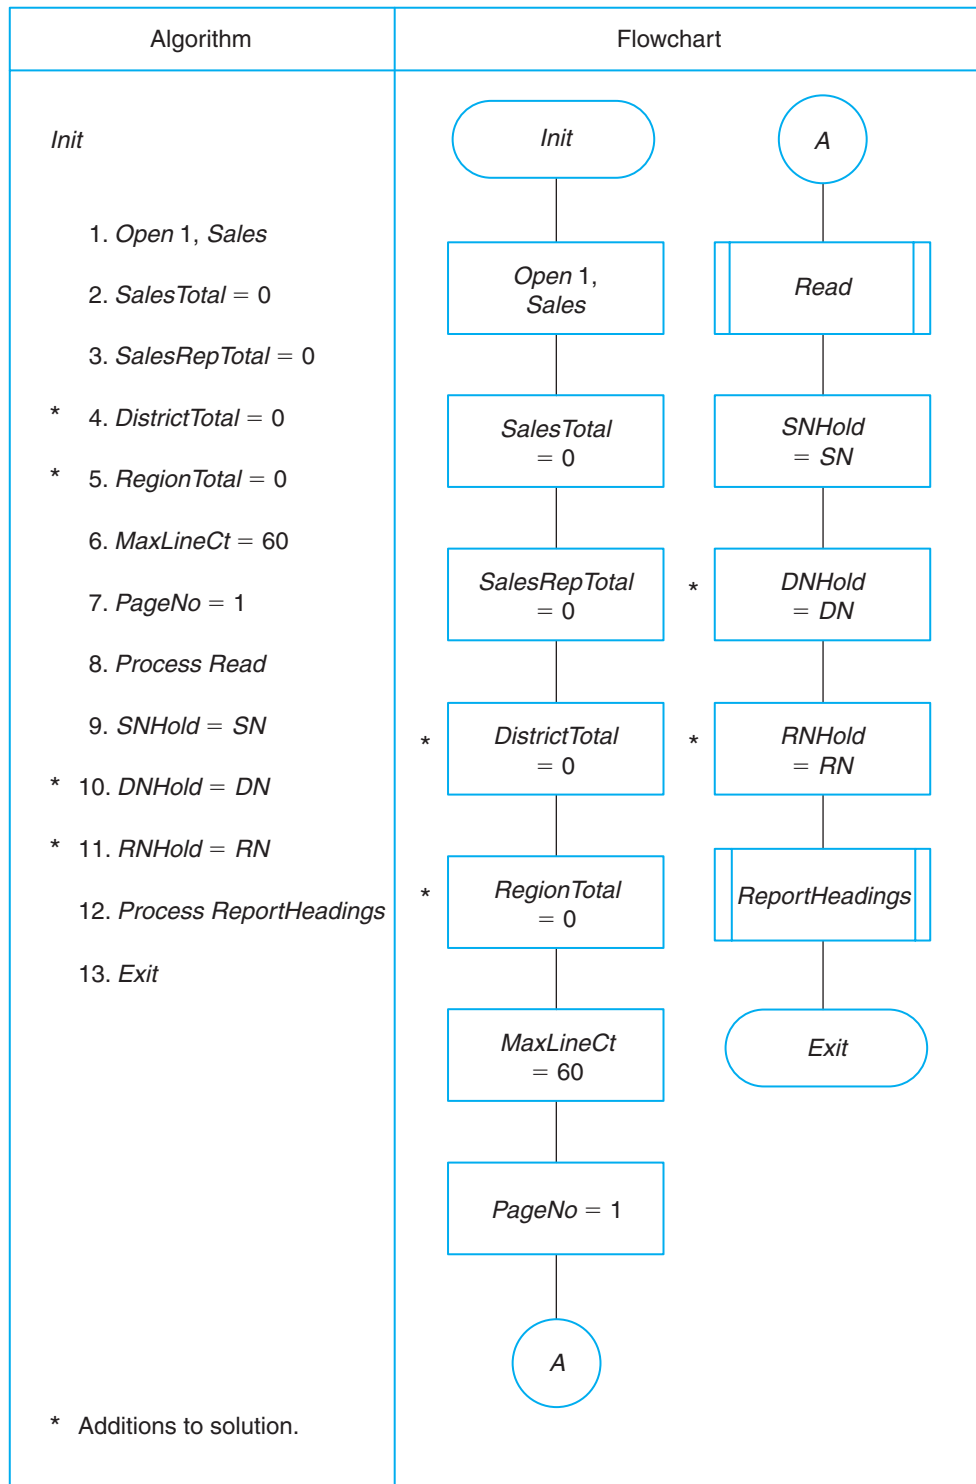 Algorithm
Flowchart
Init
1. Open 1, Sales
2. SalesTotal = 0
3. SalesRepTotal = 0
* 4. DistrictTotal = 0
* 5. RegionTotal = 0
6. MaxLineCt = 60
7. PageNo = 1
8. Process Read
9. SNHold = SN
* 10. DNHold = DN
* 11. RNHold = RN
12. Process ReportHeadings
13. Exit
* Additions to solution.
Init
Open 1,
Sales
SalesTotal
= 0
SalesRepTotal
= 0
* DistrictTotal
= 0
* RegionTotal
= 0
MaxLineCt
= 60
PageNo = 1
A
A
Read
SNHold
= SN
* DNHold
= DN
* RNHold
= RN
ReportHeadings
Exit